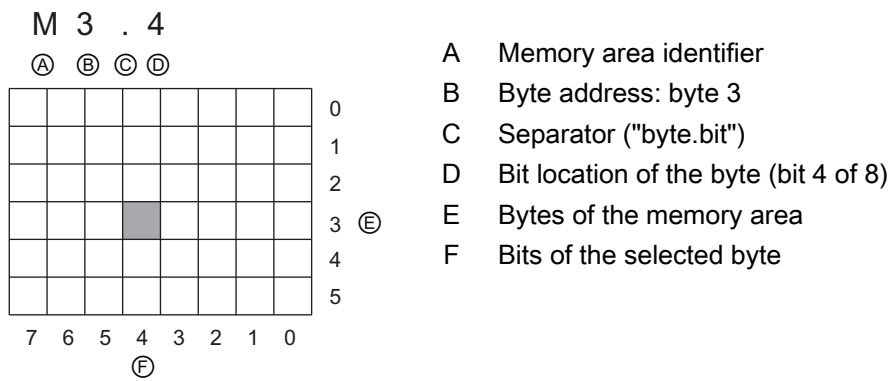 M 3 . 4
Ⓐ Ⓑ Ⓒ Ⓓ
0
1
2
3 Ⓔ
4
5
7 6 5 4 3 2 1 0
Ⓕ
A Memory area identifier
B Byte address: byte 3
C Separator ("byte.bit")
D Bit location of the byte (bit 4 of 8)
E Bytes of the memory area
F Bits of the selected byte